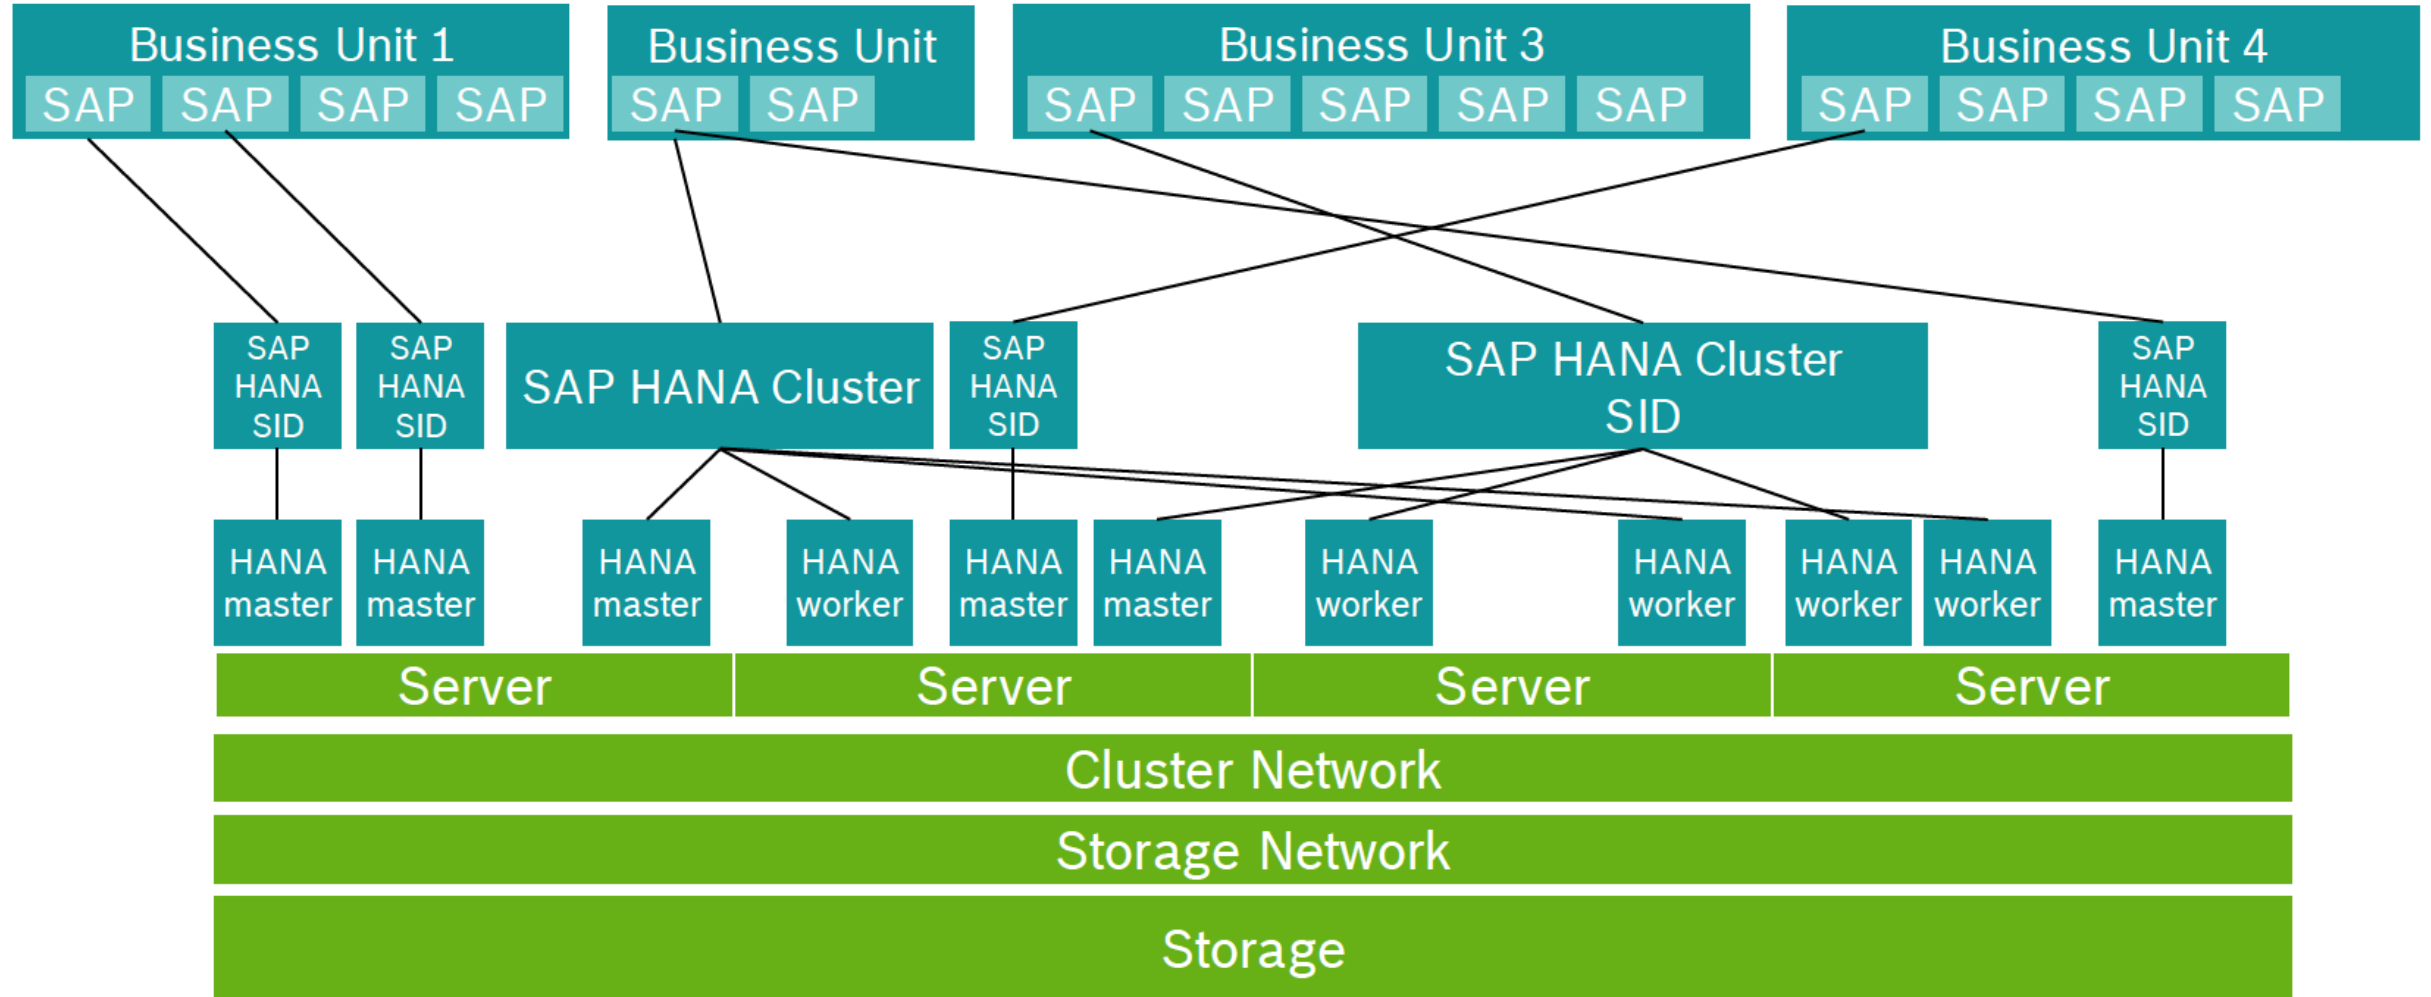 Business Unit 1
SAP SAP SAP SAP
Business Unit
SAP SAP
Business Unit 3
SAP SAP SAP SAP SAP
Business Unit 4
SAP SAP SAP SAP
SAP
HANA
SID
SAP
HANA
SID
SAP HANA Cluster
SAP
HANA
SID
SAP HANA Cluster
SID
SAP
HANA
SID
HANA
master
HANA
master
HANA
master
HANA
worker
HANA
master
HANA
master
HANA
worker
HANA
worker
HANA
worker
HANA
worker
HANA
master
Server
Server
Server
Server
Cluster Network
Storage Network
Storage